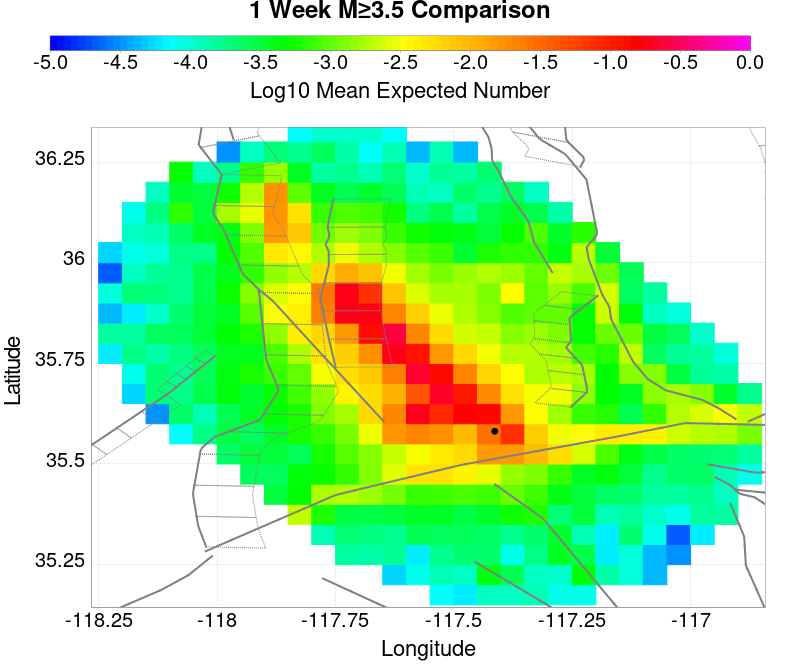 1 Week M≥3.5 Comparison
-5.0 -4.5 -4.0 -3.5 -3.0 -2.5 -2.0 -1.5 -1.0 -0.5 0.0
Log10 Mean Expected Number
36.25
36
35.75
35.5
35.25
Latitude
-118.25 -118 -117.75 -117.5 -117.25 -117
Longitude